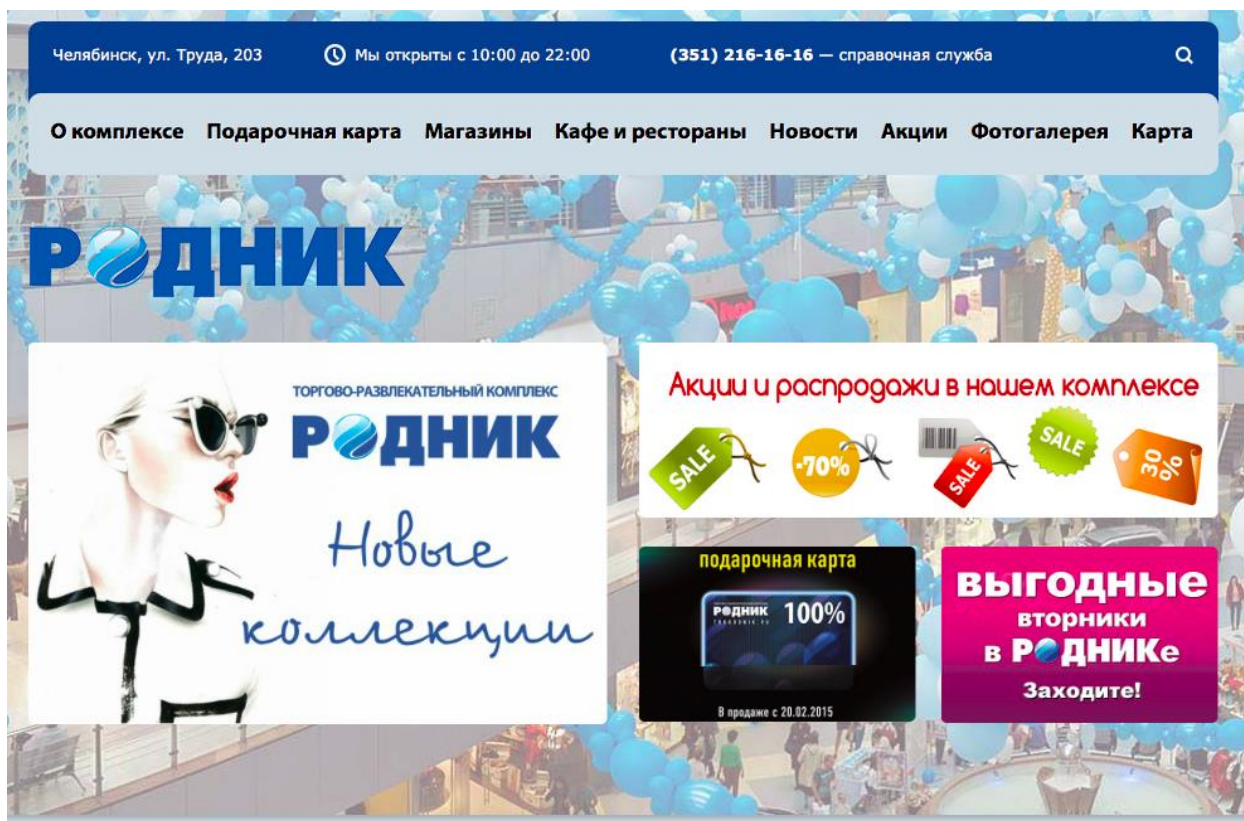 Челябинск, ул. Труда, 203
Мы открыты с 10:00 до 22:00
(351) 216-16-16 — справочная служба
О комплексе Подарочная карта Магазины Кафе и рестораны Новости Акции Фотогалерея Карта
РОДНИК
ТОРГОВО-РАЗВЛЕКАТЕЛЬНЫЙ КОМПЛЕКС
РОДНИК
Новые
коллекции
Акции и распродажи в нашем комплексе
SALE
-70%
SALE
SALE
30%
подарочная карта
РОДНИК 100%
В продаже с 20.02.2015
выгодные
вторники
в РОДНИКе
Заходите!